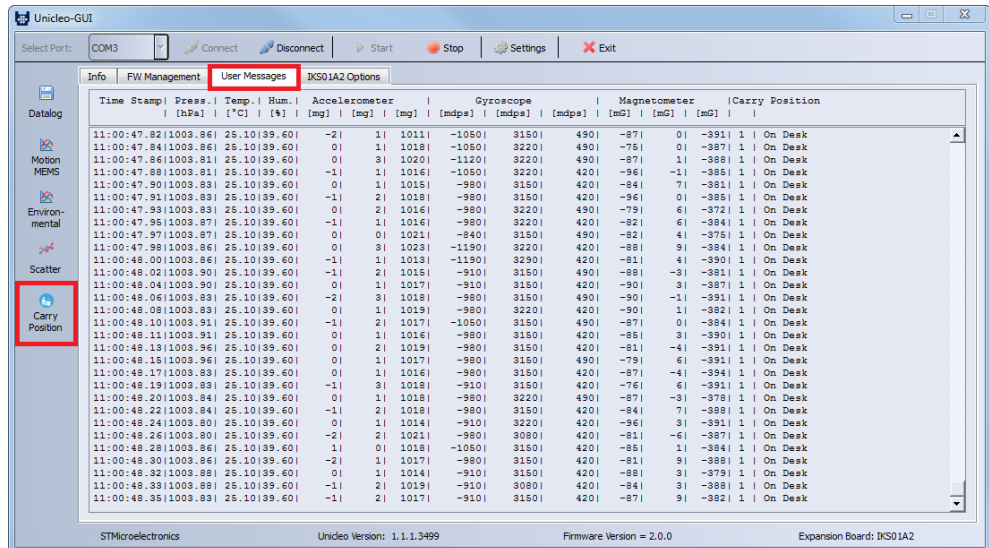 Unicleo-GUI
Select Port: COM3 Connect Disconnect Start Stop Settings Exit
Info FW Management User Messages IKS01A2 Options
Datalog
Motion MEMS
Environ-mental
Scatter
Carry Position
Time Stamp| Press.| Temp.| Hum.| Accelerometer | Gyroscope | Magnetometer |Carry Position
| [hPa] | [°C] | [%] | [mg] | [mg] | [mg] | [mdps] | [mdps] | [mdps] | [mG] | [mG] | [mG] | |
11:00:47.82|1003.86| 25.10|39.60| -2| 1| 1011| -1050| 3150| 490| -87| 0| -391| 1 | On Desk
11:00:47.84|1003.86| 25.10|39.60| 0| 1| 1018| -1050| 3220| 490| -75| 0| -387| 1 | On Desk
11:00:47.86|1003.81| 25.10|39.60| 0| 3| 1020| -1120| 3220| 490| -87| 1| -388| 1 | On Desk
11:00:47.88|1003.81| 25.10|39.60| -1| 1| 1016| -1050| 3220| 420| -96| -1| -385| 1 | On Desk
11:00:47.90|1003.83| 25.10|39.60| 0| 1| 1015| -980| 3150| 420| -84| 7| -381| 1 | On Desk
11:00:47.91|1003.83| 25.10|39.60| -1| 2| 1018| -980| 3150| 420| -96| 0| -385| 1 | On Desk
11:00:47.93|1003.83| 25.10|39.60| 0| 2| 1016| -980| 3220| 490| -79| 6| -372| 1 | On Desk
11:00:47.95|1003.87| 25.10|39.60| -1| 1| 1016| -980| 3220| 420| -82| 6| -384| 1 | On Desk
11:00:47.97|1003.87| 25.10|39.60| 0| 0| 1021| -840| 3150| 490| -82| 4| -375| 1 | On Desk
11:00:47.98|1003.86| 25.10|39.60| 0| 3| 1023| -1190| 3220| 420| -88| 9| -384| 1 | On Desk
11:00:48.00|1003.86| 25.10|39.60| -1| 1| 1013| -1190| 3290| 420| -81| 4| -390| 1 | On Desk
11:00:48.02|1003.90| 25.10|39.60| -1| 2| 1015| -910| 3150| 490| -88| -3| -381| 1 | On Desk
11:00:48.04|1003.90| 25.10|39.60| 0| 1| 1017| -910| 3150| 420| -90| 3| -387| 1 | On Desk
11:00:48.06|1003.83| 25.10|39.60| -2| 3| 1018| -980| 3150| 490| -90| -1| -391| 1 | On Desk
11:00:48.08|1003.83| 25.10|39.60| 0| 1| 1019| -980| 3220| 420| -90| 1| -382| 1 | On Desk
11:00:48.10|1003.91| 25.10|39.60| -1| 2| 1017| -1050| 3150| 490| -87| 0| -384| 1 | On Desk
11:00:48.11|1003.91| 25.10|39.60| 0| 1| 1016| -980| 3150| 420| -85| 3| -390| 1 | On Desk
11:00:48.13|1003.96| 25.10|39.60| 0| 2| 1019| -980| 3150| 420| -81| -4| -391| 1 | On Desk
11:00:48.15|1003.96| 25.10|39.60| 0| 1| 1017| -980| 3150| 490| -79| 6| -391| 1 | On Desk
11:00:48.17|1003.83| 25.10|39.60| 0| 1| 1016| -980| 3150| 420| -87| -4| -394| 1 | On Desk
11:00:48.19|1003.83| 25.10|39.60| -1| 3| 1018| -910| 3150| 420| -76| 6| -391| 1 | On Desk
11:00:48.20|1003.84| 25.10|39.60| 0| 1| 1018| -980| 3220| 490| -87| -3| -378| 1 | On Desk
11:00:48.22|1003.84| 25.10|39.60| -1| 2| 1018| -980| 3150| 420| -84| 7| -388| 1 | On Desk
11:00:48.24|1003.80| 25.10|39.60| 0| 1| 1014| -910| 3220| 420| -96| 3| -391| 1 | On Desk
11:00:48.26|1003.80| 25.10|39.60| -2| 2| 1021| -980| 3080| 420| -81| -6| -387| 1 | On Desk
11:00:48.28|1003.86| 25.10|39.60| 1| 0| 1018| -1050| 3150| 420| -85| 1| -384| 1 | On Desk
11:00:48.30|1003.86| 25.10|39.60| -2| 1| 1017| -980| 3150| 420| -81| 9| -388| 1 | On Desk
11:00:48.32|1003.88| 25.10|39.60| 0| 1| 1014| -910| 3150| 420| -88| 3| -379| 1 | On Desk
11:00:48.33|1003.88| 25.10|39.60| -1| 1| 1019| -910| 3080| 420| -84| 3| -388| 1 | On Desk
11:00:48.35|1003.83| 25.10|39.60| -1| 2| 1017| -910| 3150| 420| -87| 9| -382| 1 | On Desk
STMicroelectronics Unicleo Version: 1.1.1.3499 Firmware Version = 2.0.0 Expansion Board: IKS01A2